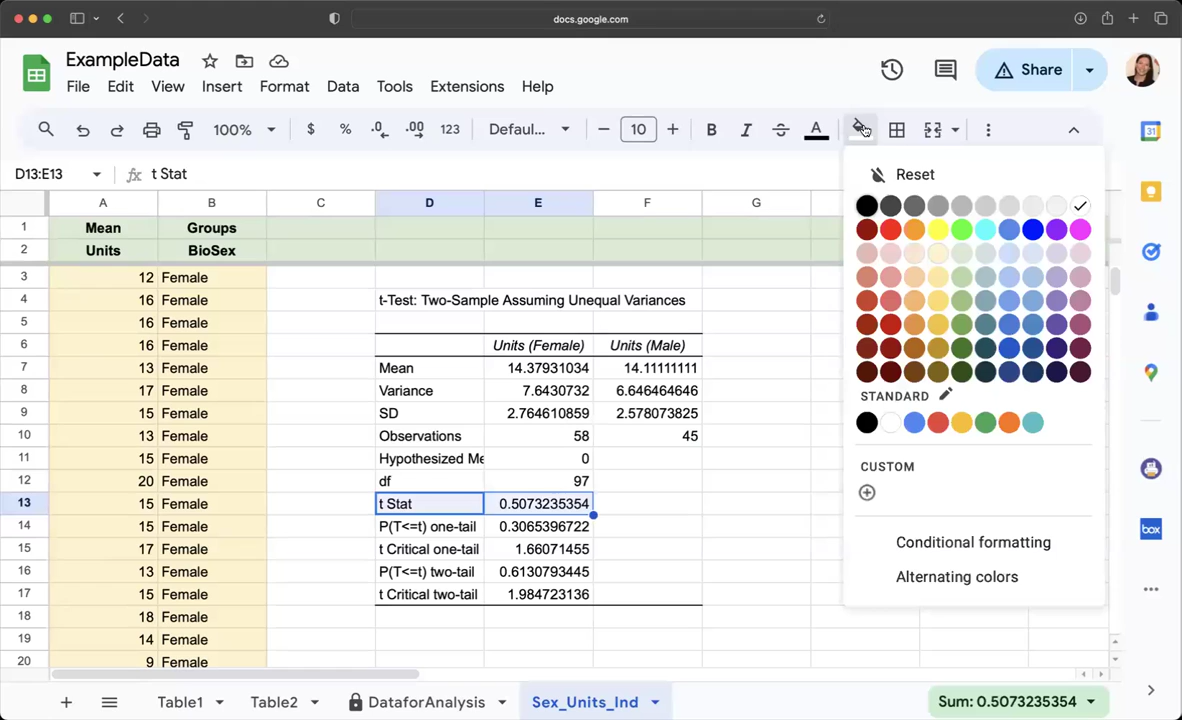 docs.google.com
ExampleData
Share
File Edit View Insert Format Data Tools Extensions Help
100% $ % .0 .00 123 Defaul... 10 B I S A
D13:E13 fx t Stat
Reset
A B C D E F G
1 Mean Groups
2 Units BioSex
3 12 Female
4 16 Female t-Test: Two-Sample Assuming Unequal Variances
5 16 Female
6 16 Female Units (Female) Units (Male)
7 13 Female Mean 14.37931034 14.11111111
8 17 Female Variance 7.6430732 6.646464646
9 15 Female SD 2.764610859 2.578073825
10 13 Female Observations 58 45
11 15 Female Hypothesized Me 0
12 20 Female df 97
13 15 Female t Stat 0.5073235354
14 15 Female P(T<=t) one-tail 0.3065396722
15 17 Female t Critical one-tail 1.66071455
16 13 Female P(T<=t) two-tail 0.6130793445
17 15 Female t Critical two-tail 1.984723136
18 18 Female
19 14 Female
20 9 Female
STANDARD
CUSTOM
Conditional formatting
Alternating colors
31
box
+ Table1 Table2 DataforAnalysis Sex_Units_Ind Sum: 0.5073235354